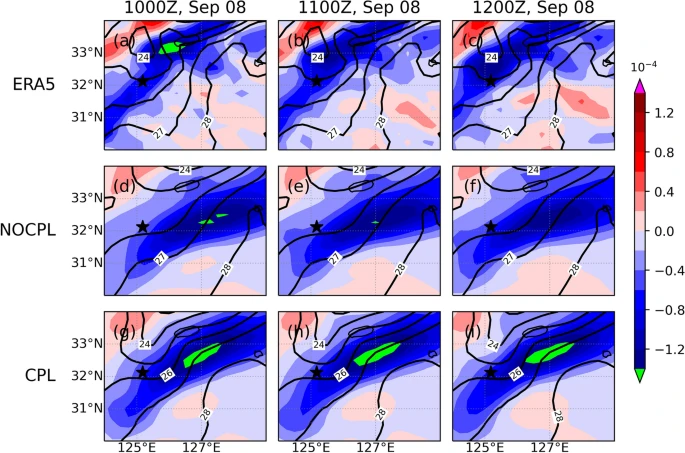 1000Z, Sep 08 1100Z, Sep 08 1200Z, Sep 08
(a) (b) (c)
33°N 24 24 24
10⁻⁴
ERA5 32°N
1.2
31°N 27 28 27 28 27 28
0.8
(d) 24 (e) 24 (f) 24
33°N 0.4
NOCPL 32°N 0.0
31°N 27 28 27 28 27 28
−0.4
(g) (h) (i)
−0.8
33°N 24 24 24
−1.2
CPL 32°N 26 26 26
31°N 28 28 28
125°E 127°E 125°E 127°E 125°E 127°E